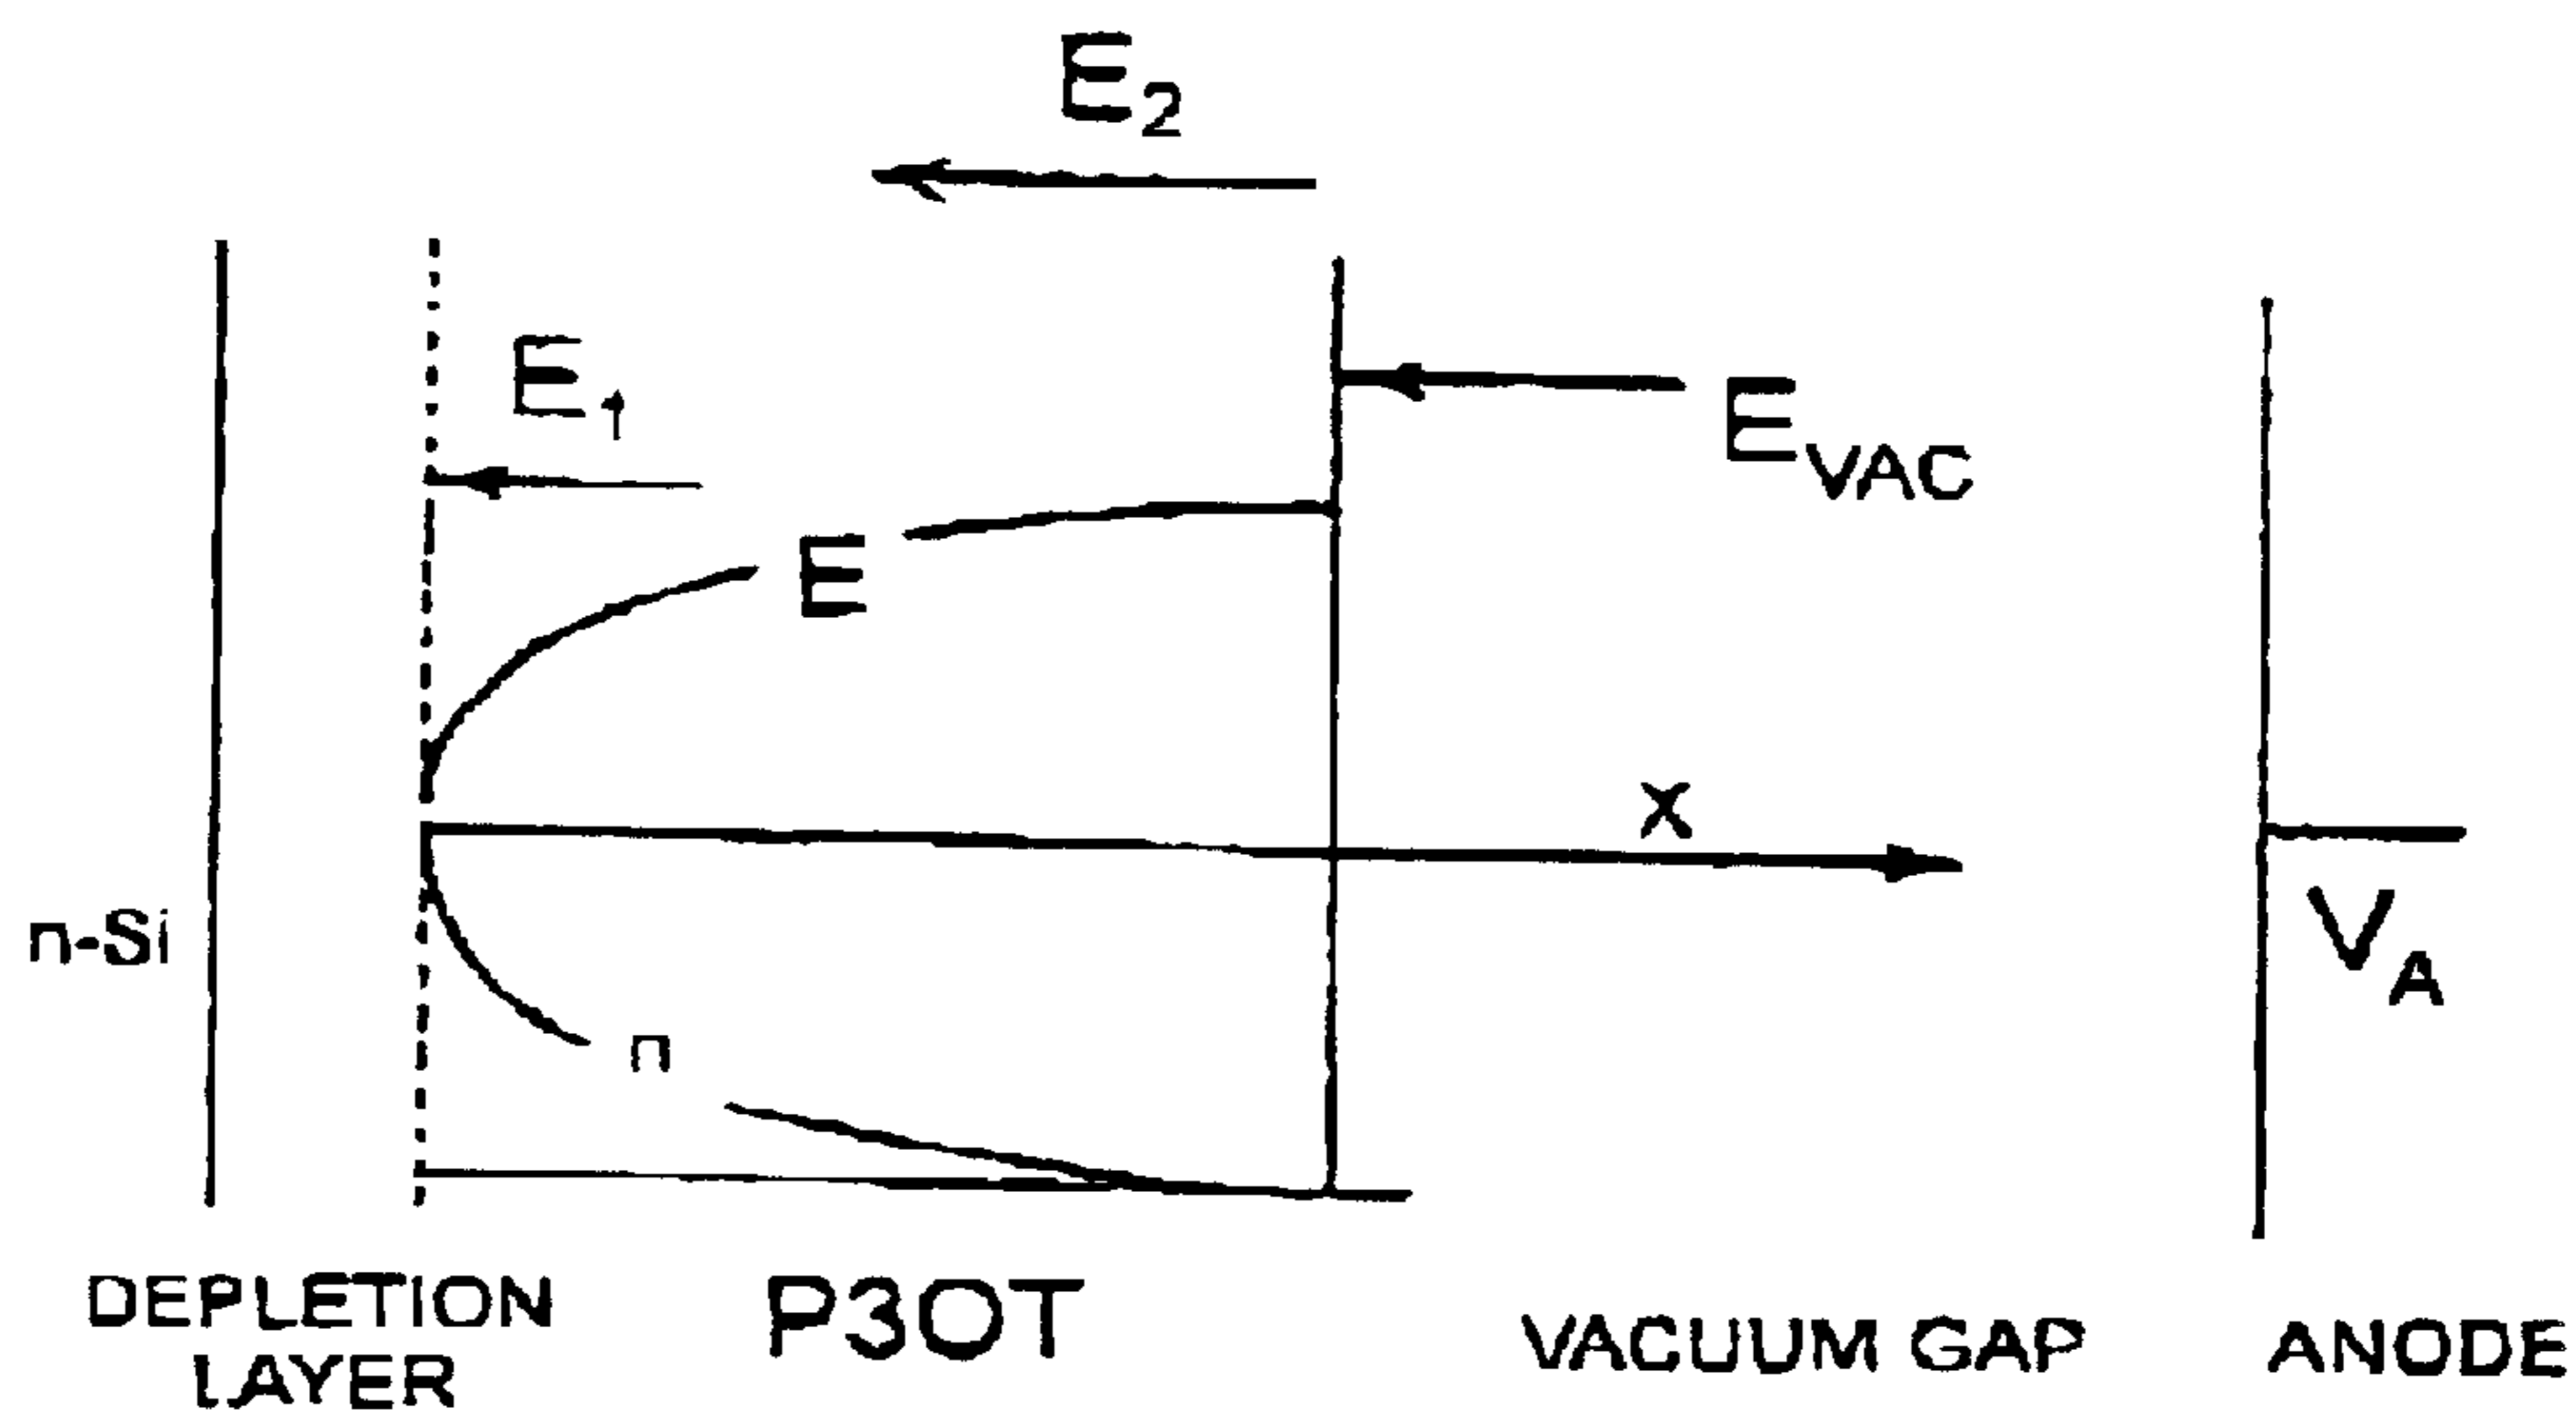 E2
E1
EVAC
E
X
n-Si
VA
n
DEPLETION
LAYER
P3OT
VACUUM GAP
ANODE